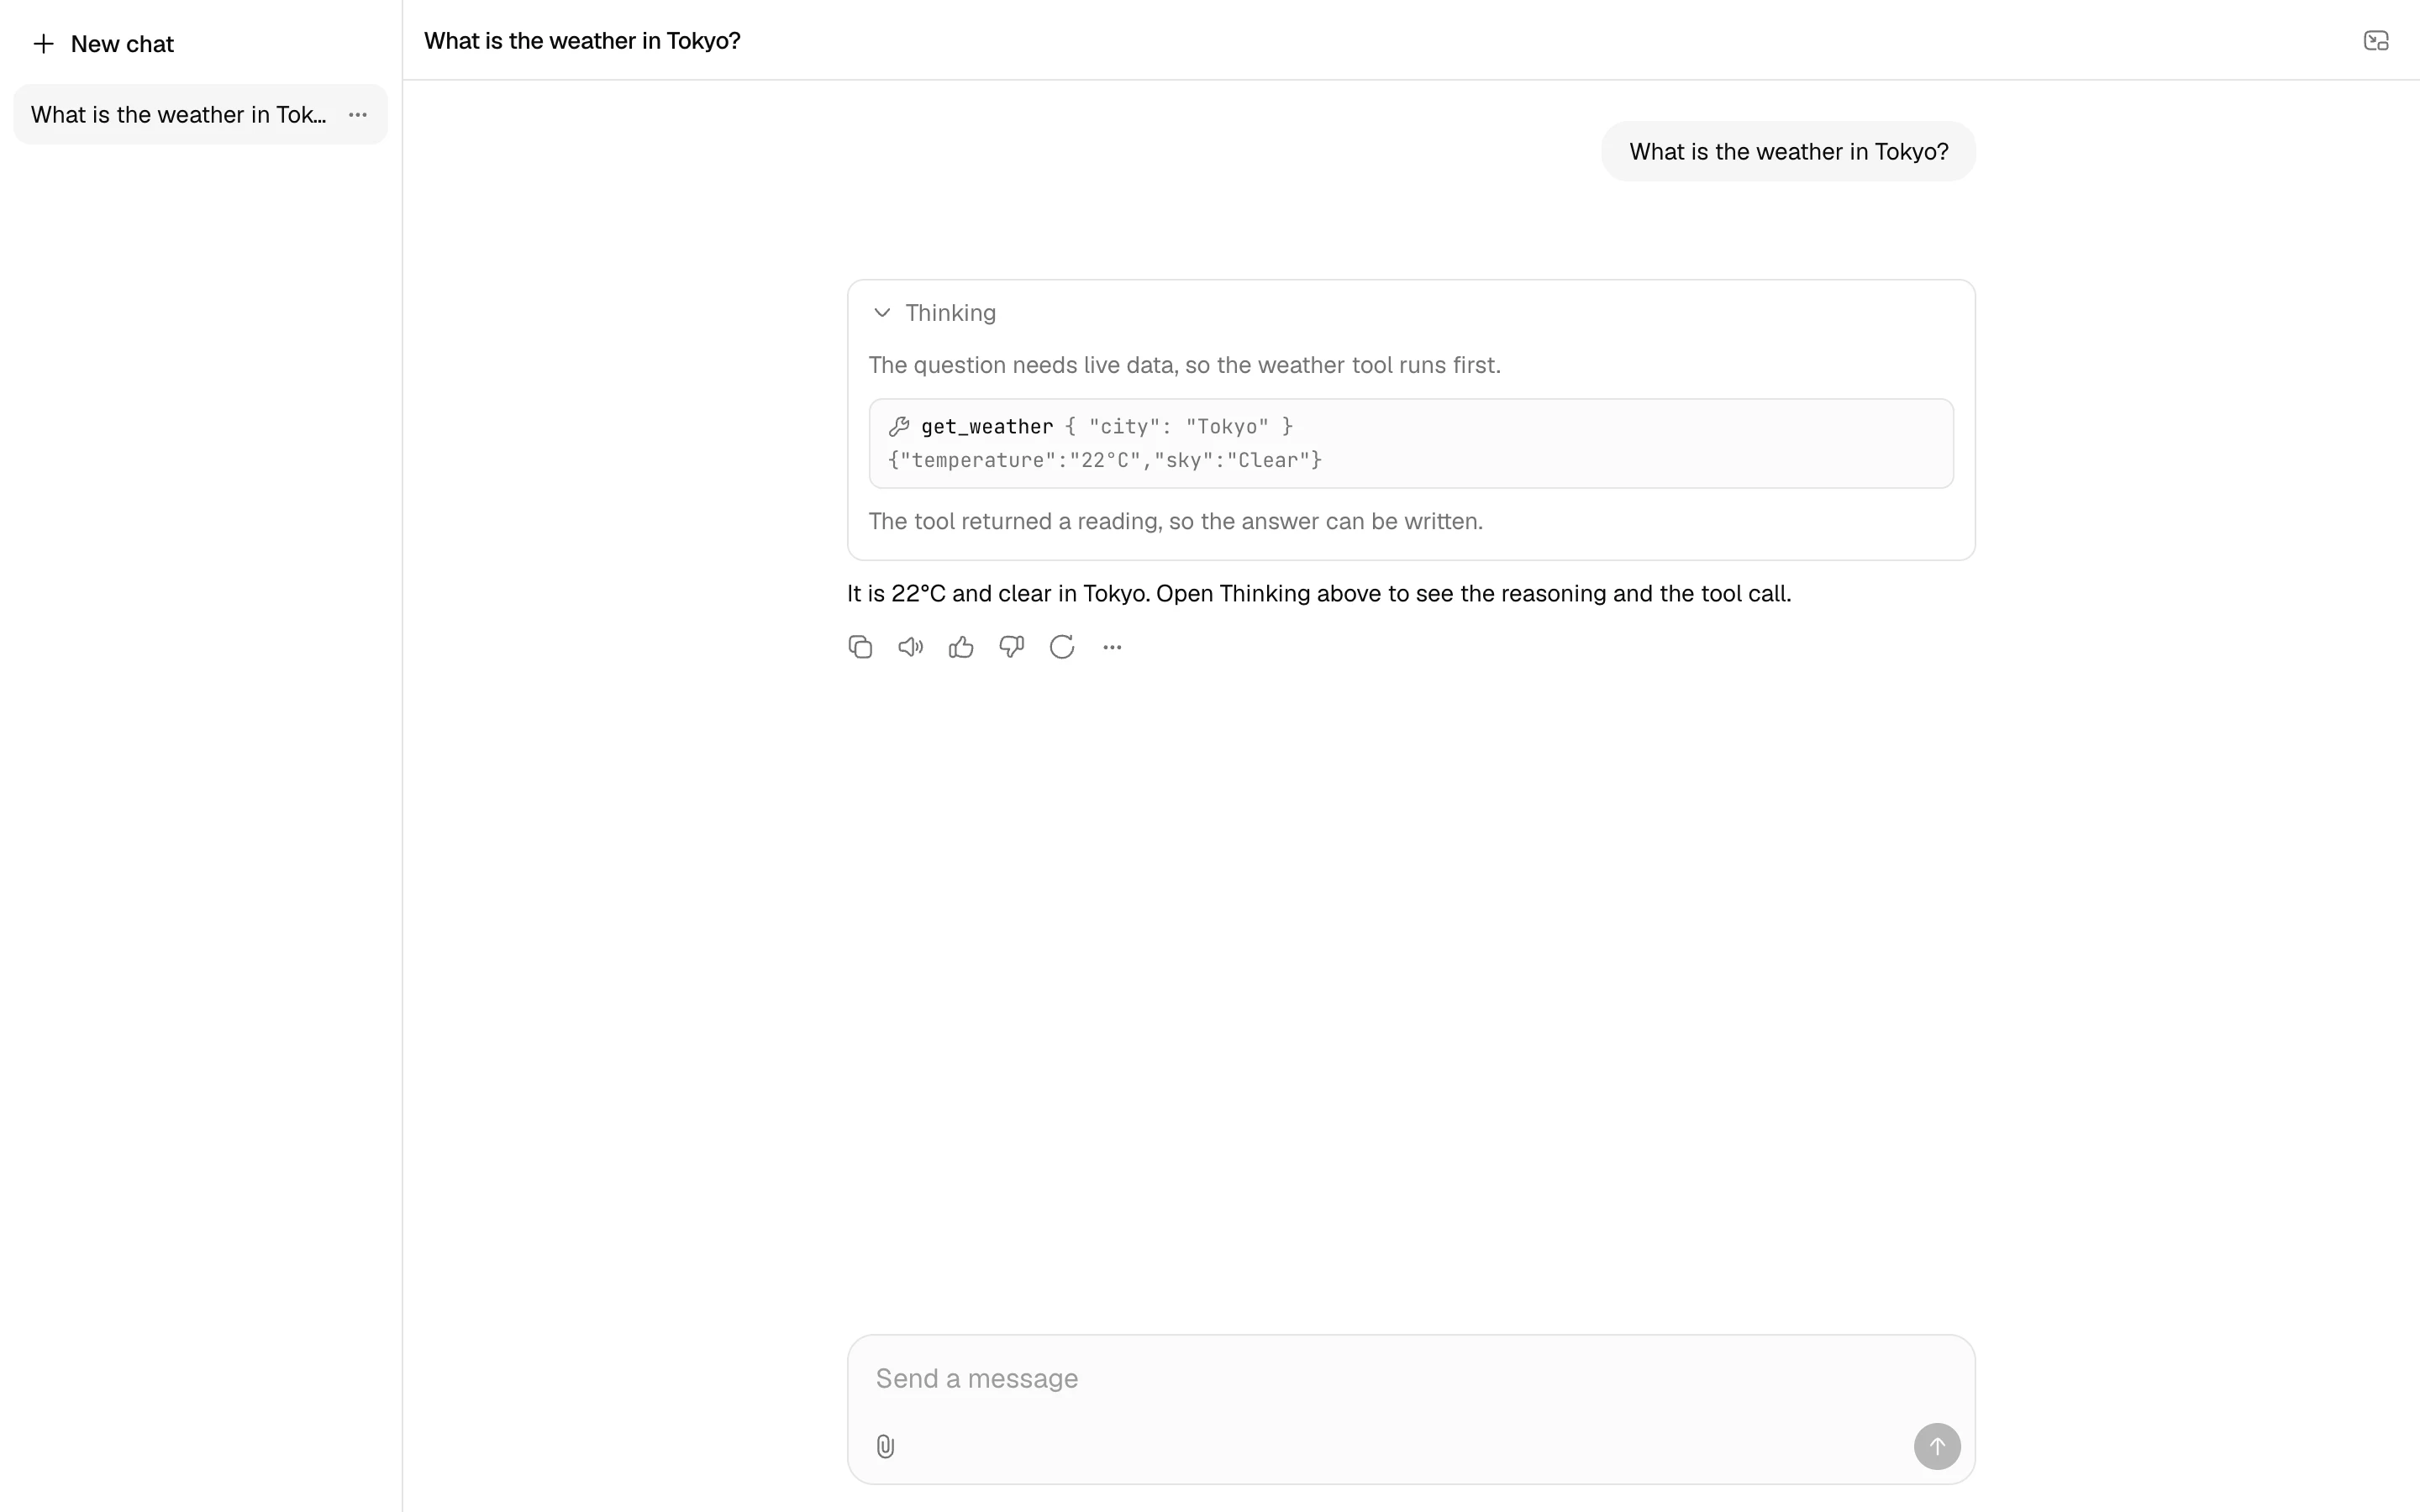 New chat
What is the weather in Tok...
What is the weather in Tokyo?
What is the weather in Tokyo?
Thinking
The question needs live data, so the weather tool runs first.
get_weather { "city": "Tokyo" }
{"temperature":"22°C","sky":"Clear"}
The tool returned a reading, so the answer can be written.
It is 22°C and clear in Tokyo. Open Thinking above to see the reasoning and the tool call.
Send a message